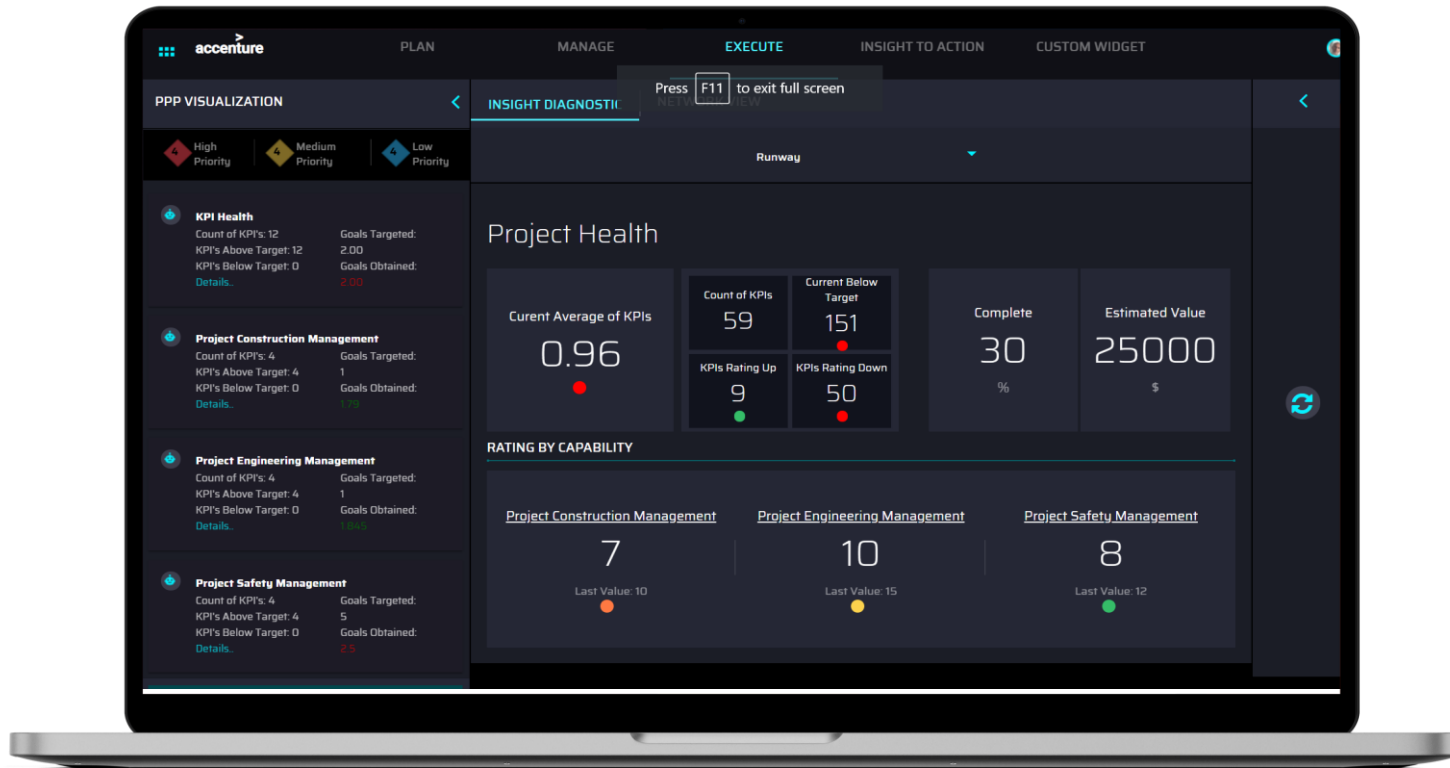 accenture
PLAN
MANAGE
EXECUTE
INSIGHT TO ACTION
CUSTOM WIDGET
Press F11 to exit full screen
PPP VISUALIZATION
INSIGHT DIAGNOSTIC
NETWORK VIEW
4 High
Priority
4 Medium
Priority
4 Low
Priority
Runway
KPI Health
Count of KPI's: 12
Goals Targeted:
KPI's Above Target: 12
2.00
KPI's Below Target: 0
Goals Obtained:
Details..
2.00
Project Construction Management
Count of KPI's: 4
Goals Targeted:
KPI's Above Target: 4
1
KPI's Below Target: 0
Goals Obtained:
Details..
1.79
Project Engineering Management
Count of KPI's: 4
Goals Targeted:
KPI's Above Target: 4
1
KPI's Below Target: 0
Goals Obtained:
Details..
1.845
Project Safety Management
Count of KPI's: 4
Goals Targeted:
KPI's Above Target: 4
5
KPI's Below Target: 0
Goals Obtained:
Details..
2.5
Project Health
Curent Average of KPIs
0.96
Count of KPIs
59
Current Below
Target
151
KPIs Rating Up
9
KPIs Rating Down
50
Complete
30
%
Estimated Value
25000
$
RATING BY CAPABILITY
Project Construction Management
7
Last Value: 10
Project Engineering Management
10
Last Value: 15
Project Safety Management
8
Last Value: 12